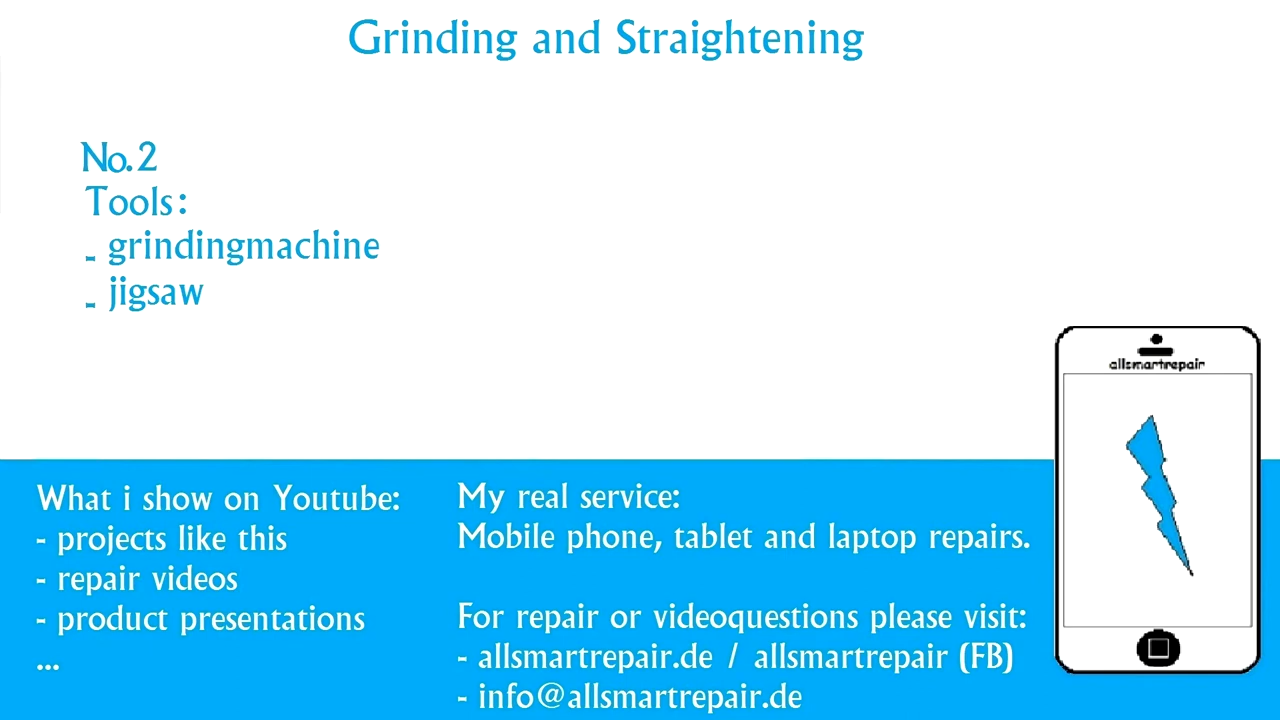 Grinding and Straightening
No.2
Tools:
- grindingmachine
- jigsaw
allsmartrepair
What i show on Youtube:
- projects like this
- repair videos
- product presentations
...
My real service:
Mobile phone, tablet and laptop repairs.
For repair or videoquestions please visit:
- allsmartrepair.de / allsmartrepair (FB)
- info@allsmartrepair.de